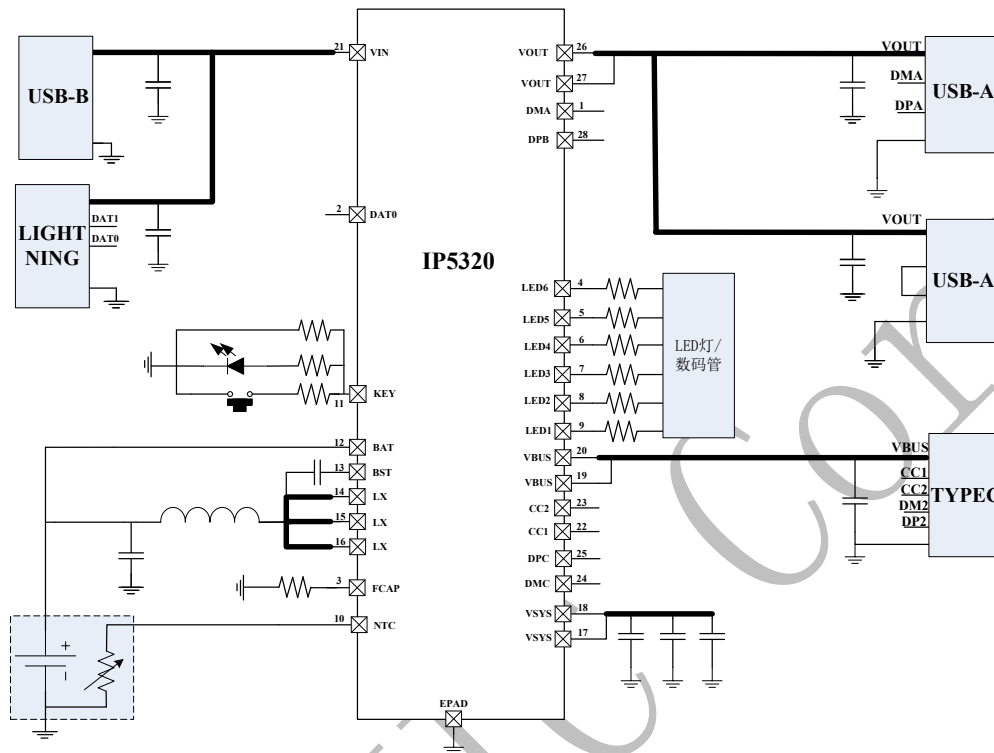 USB-B
LIGHT
NING
DAT1
DAT0
IP5320
21 VIN
2 DAT0
11 KEY
12 BAT
13 BST
14 LX
15 LX
16 LX
3 FCAP
10 NTC
+
-
EPAD
VOUT 26
VOUT 27
DMA 1
DPB 28
LED6 4
LED5 5
LED4 6
LED3 7
LED2 8
LED1 9
VBUS 20
VBUS 19
CC2 23
CC1 22
DPC 25
DMC 24
VSYS 18
VSYS 17
LED灯/
数码管
VOUT
DMA
DPA
USB-A
VOUT
USB-A
VBUS
CC1
CC2
DM2
DP2
TYPEC